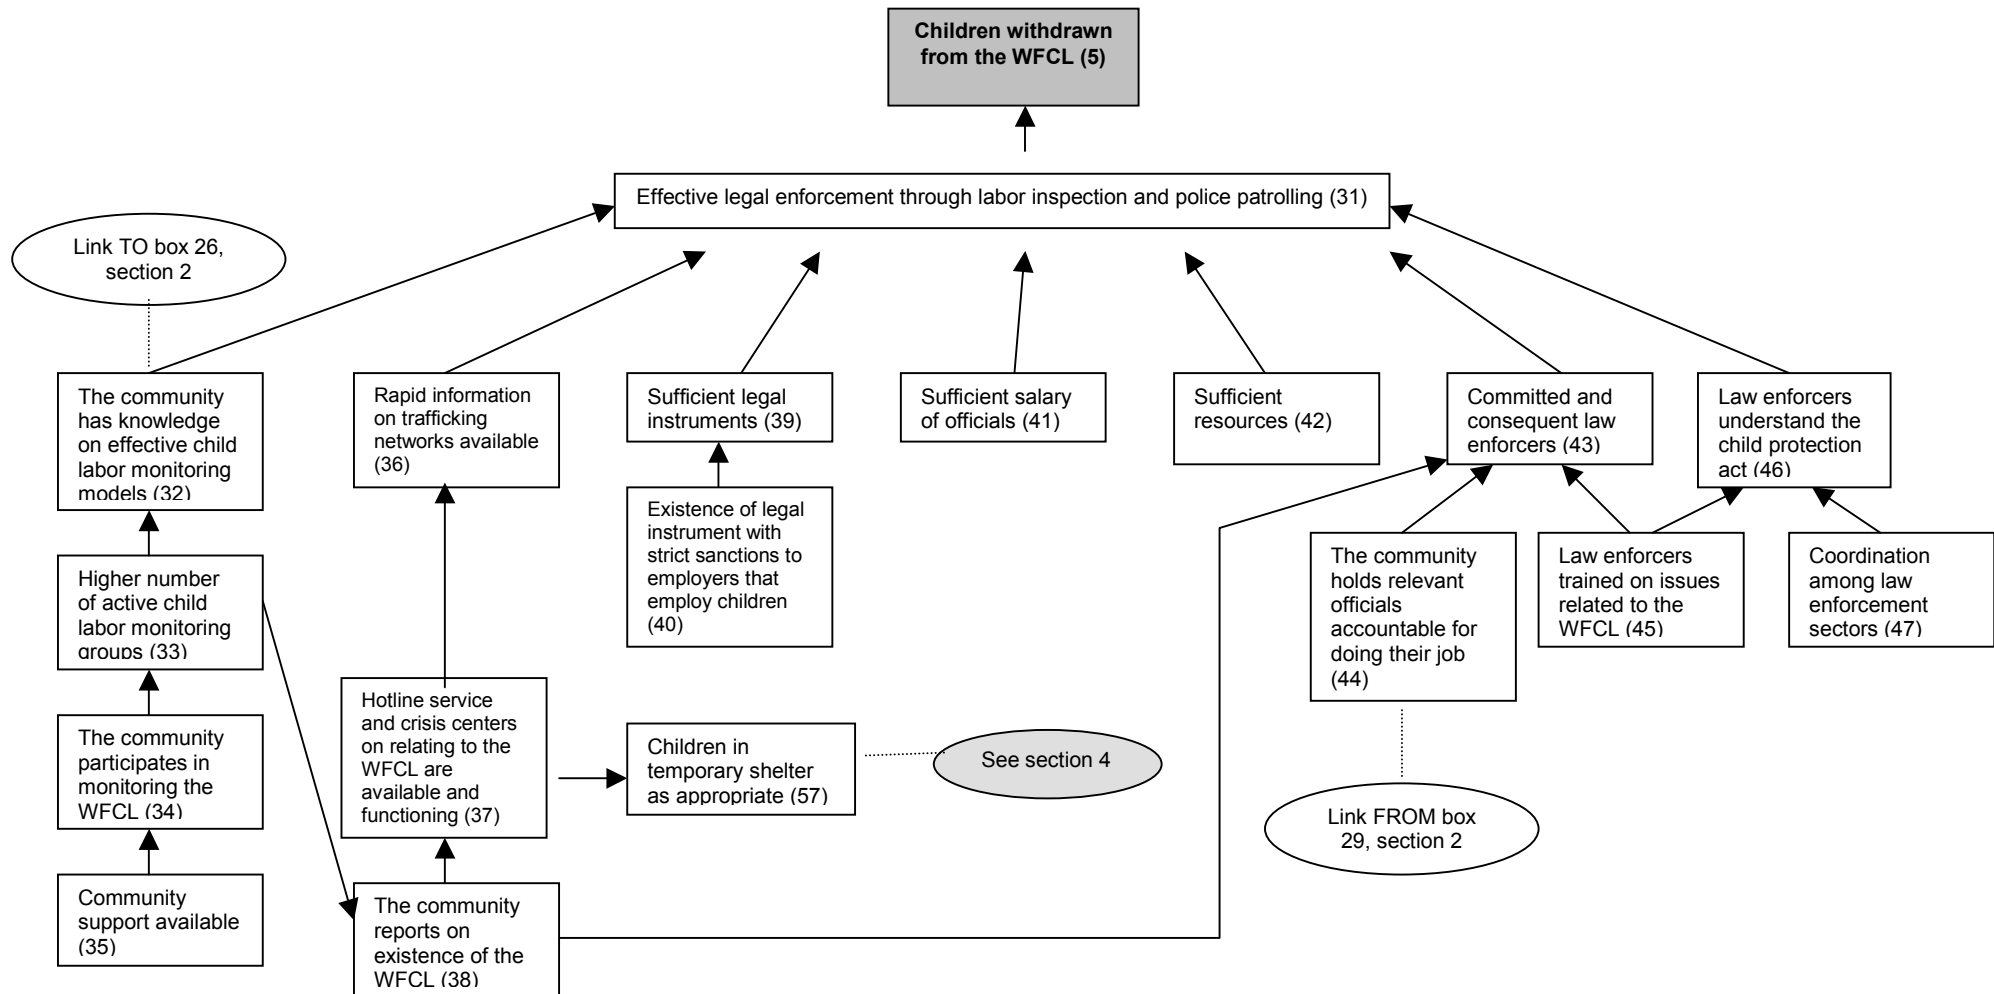 Children withdrawn
from the WFCL (5)
Effective legal enforcement through labor inspection and police patrolling (31)
Link TO box 26,
section 2
The community
has knowledge
on effective child
labor monitoring
models (32)
Rapid information
on trafficking
networks available
(36)
Sufficient legal
instruments (39)
Sufficient salary
of officials (41)
Sufficient
resources (42)
Committed and
consequent law
enforcers (43)
Law enforcers
understand the
child protection
act (46)
Existence of legal
instrument with
strict sanctions to
employers that
employ children
(40)
Higher number
of active child
labor monitoring
groups (33)
The community
holds relevant
officials
accountable for
doing their job
(44)
Law enforcers
trained on issues
related to the
WFCL (45)
Coordination
among law
enforcement
sectors (47)
Hotline service
and crisis centers
on relating to the
WFCL are
available and
functioning (37)
The community
participates in
monitoring the
WFCL (34)
Children in
temporary shelter
as appropriate (57)
See section 4
Link FROM box
29, section 2
Community
support available
(35)
The community
reports on
existence of the
WFCL (38)